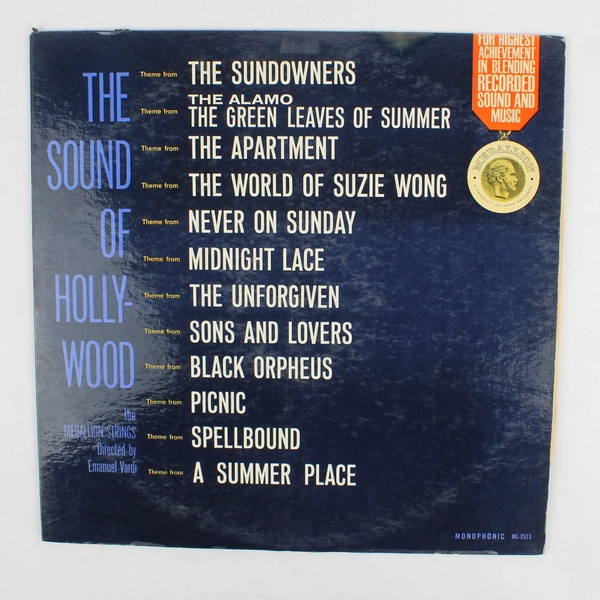 THE
SOUND
OF
HOLLY-
WOOD
the
MEDALLION STRINGS
Directed by
Emanuel Vardi
Theme from THE SUNDOWNERS
THE ALAMO
Theme from THE GREEN LEAVES OF SUMMER
Theme from THE APARTMENT
Theme from THE WORLD OF SUZIE WONG
Theme from NEVER ON SUNDAY
Theme from MIDNIGHT LACE
Theme from THE UNFORGIVEN
Theme from SONS AND LOVERS
Theme from BLACK ORPHEUS
Theme from PICNIC
Theme from SPELLBOUND
Theme from A SUMMER PLACE
FOR HIGHEST
ACHIEVEMENT
IN BLENDING
RECORDED
SOUND AND
MUSIC
MEDALLION
MONOPHONIC ML-7513